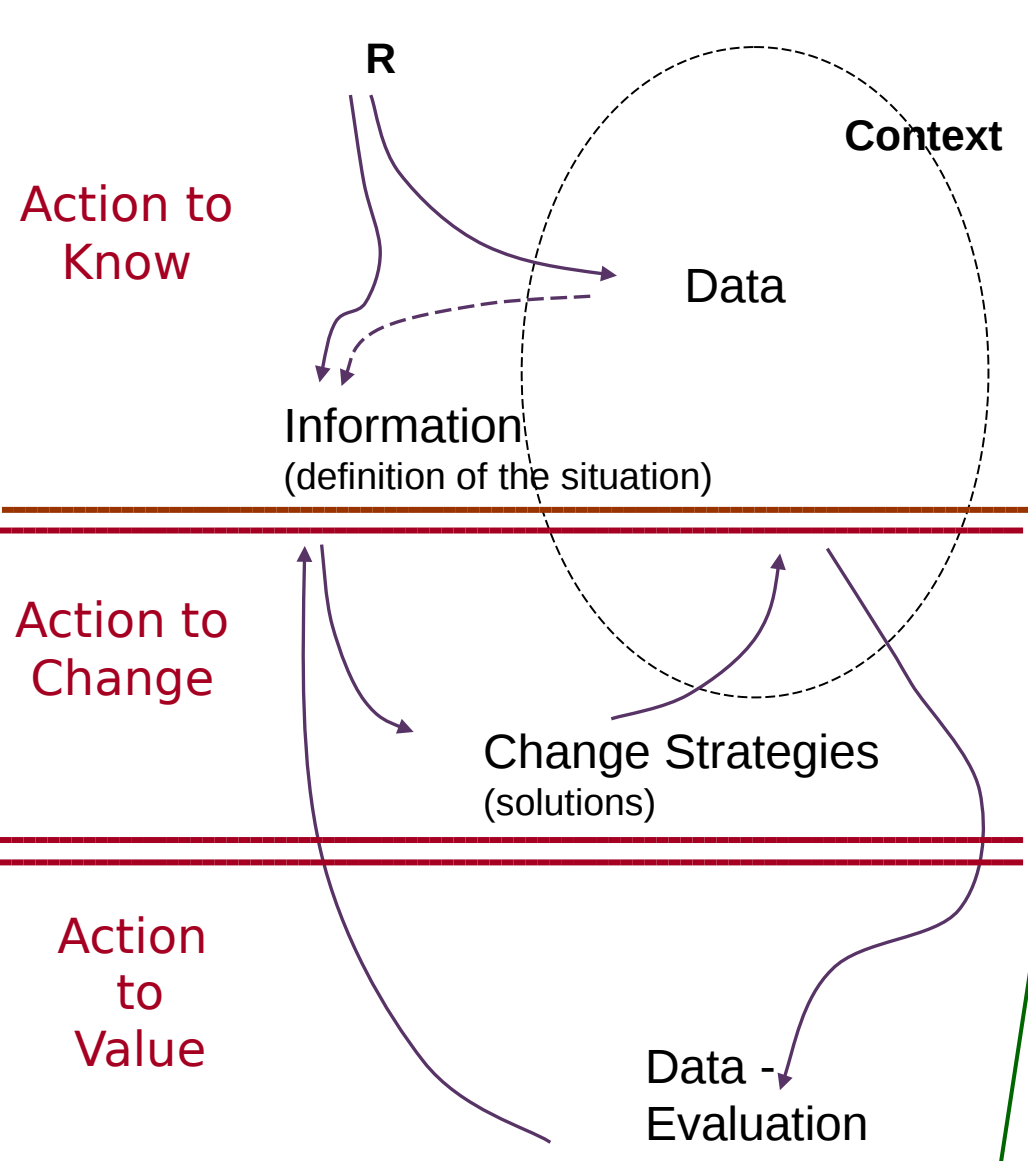 R
Context
Action to
Know
Data
Information
(definition of the situation)
Action to
Change
Change Strategies
(solutions)
Action
to
Value
Data -
Evaluation